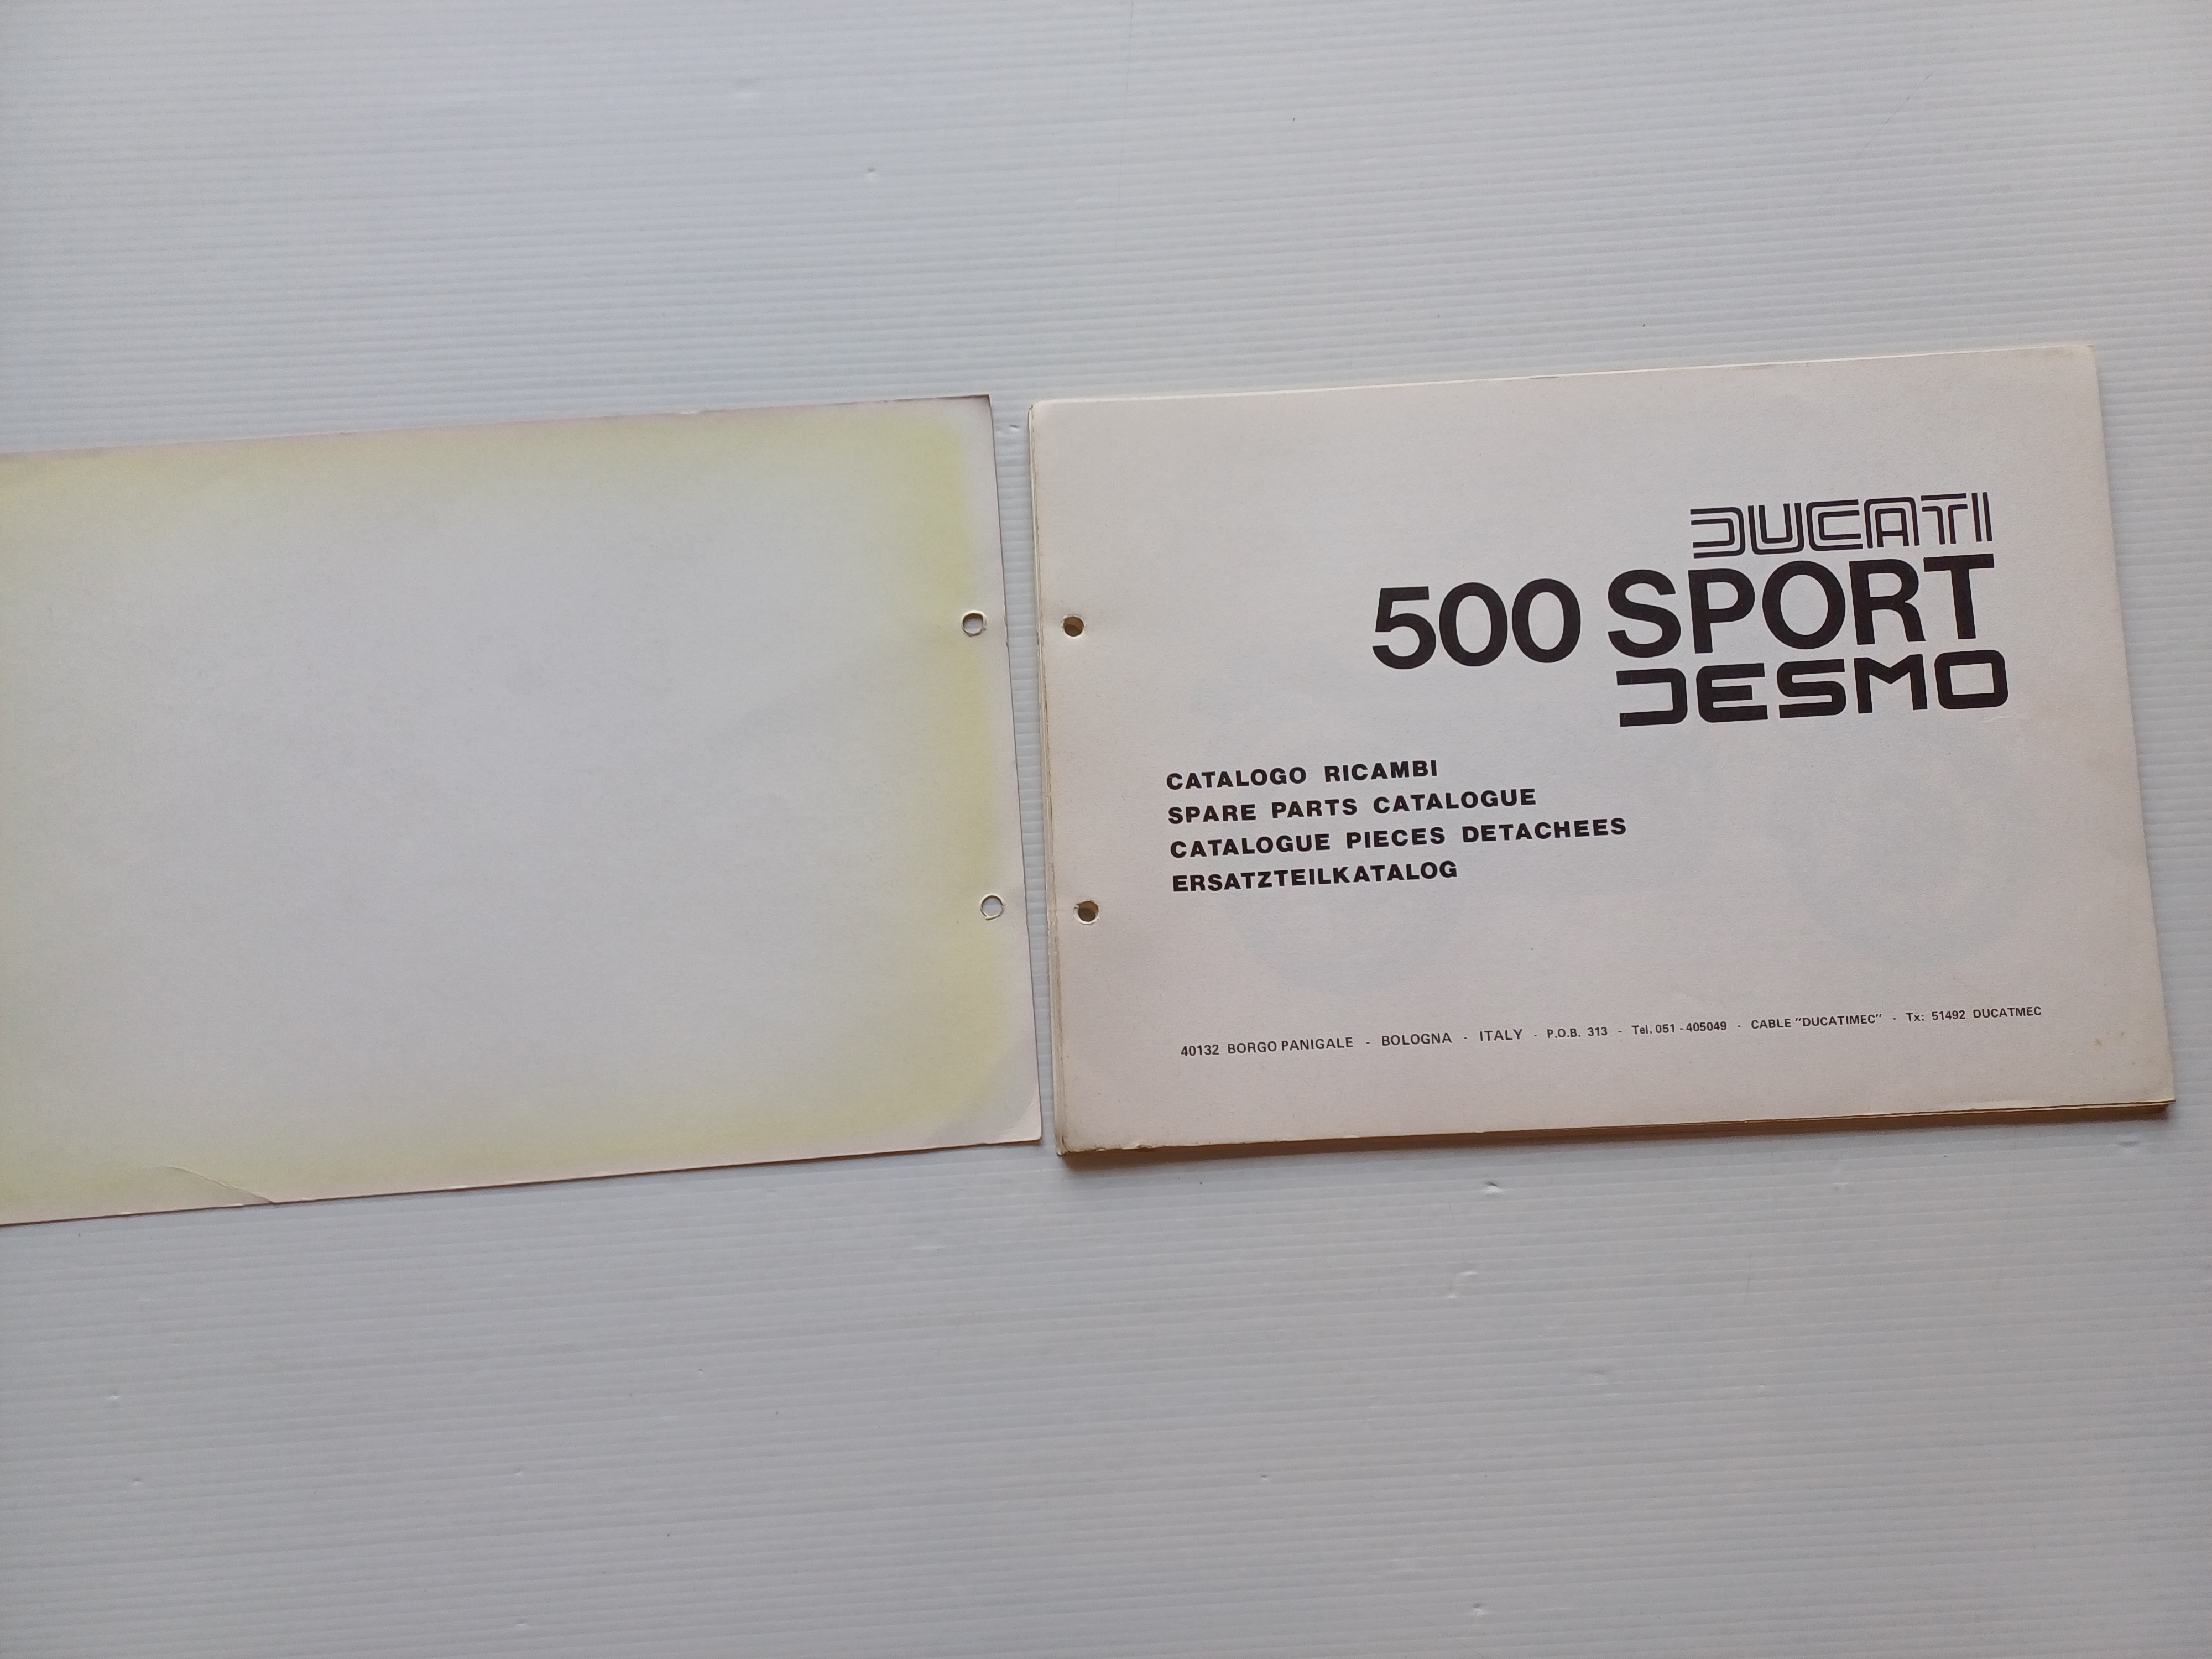 DUCATI
500 SPORT
DESMO
CATALOGO RICAMBI
SPARE PARTS CATALOGUE
CATALOGUE PIECES DETACHEES
ERSATZTEILKATALOG
40132 BORGO PANIGALE - BOLOGNA - ITALY - P.O.B. 313 - Tel. 051 - 405049 - CABLE "DUCATIMEC" - Tx: 51492 DUCATMEC